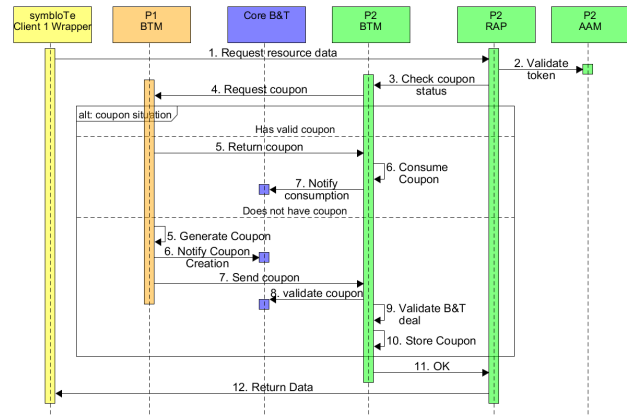 symbIoTe
Client 1 Wrapper
P1
BTM
Core B&T
P2
BTM
P2
RAP
P2
AAM
1. Request resource data
2. Validate
token
3. Check coupon
status
4. Request coupon
alt: coupon situation
Has valid coupon
5. Return coupon
6. Consume
Coupon
7. Notify
consumption
Does not have coupon
5. Generate Coupon
6. Notify Coupon
Creation
7. Send coupon
8. validate coupon
9. Validate B&T
deal
10. Store Coupon
11. OK
12. Return Data